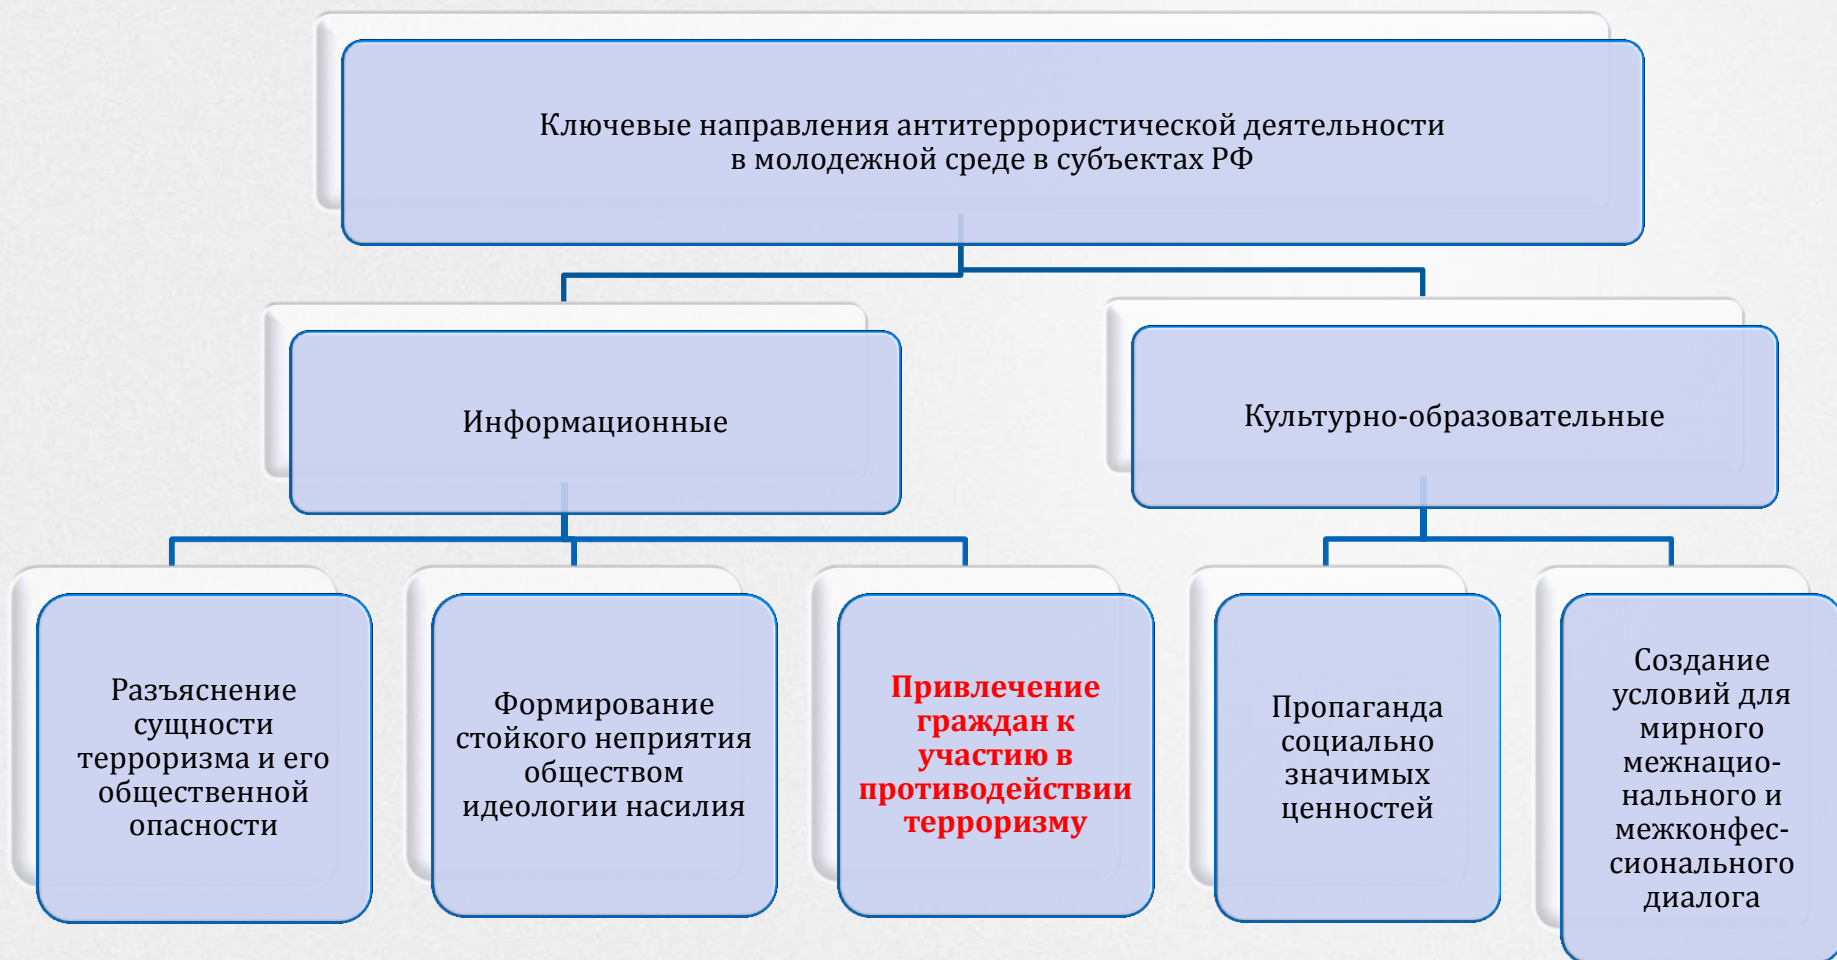 Ключевые направления антитеррористической деятельности
в молодежной среде в субъектах РФ
Информационные
Культурно-образовательные
Разъяснение
сущности
терроризма и его
общественной
опасности
Формирование
стойкого неприятия
обществом
идеологии насилия
Привлечение
граждан к
участию в
противодействии
терроризму
Пропаганда
социально
значимых
ценностей
Создание
условий для
мирного
межнацио-
нального и
межконфес-
сионального
диалога